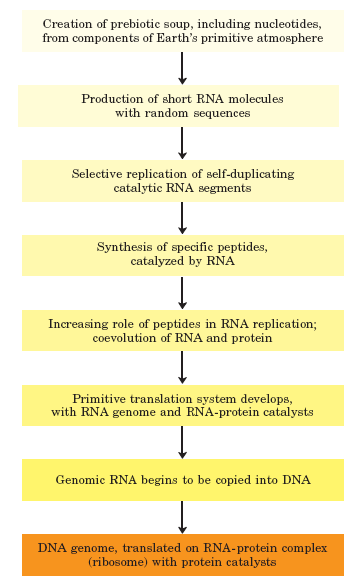 Creation of prebiotic soup, including nucleotides,
from components of Earth's primitive atmosphere
Production of short RNA molecules
with random sequences
Selective replication of self-duplicating
catalytic RNA segments
Synthesis of specific peptides,
catalyzed by RNA
Increasing role of peptides in RNA replication;
coevolution of RNA and protein
Primitive translation system develops,
with RNA genome and RNA-protein catalysts
Genomic RNA begins to be copied into DNA
DNA genome, translated on RNA-protein complex
(ribosome) with protein catalysts